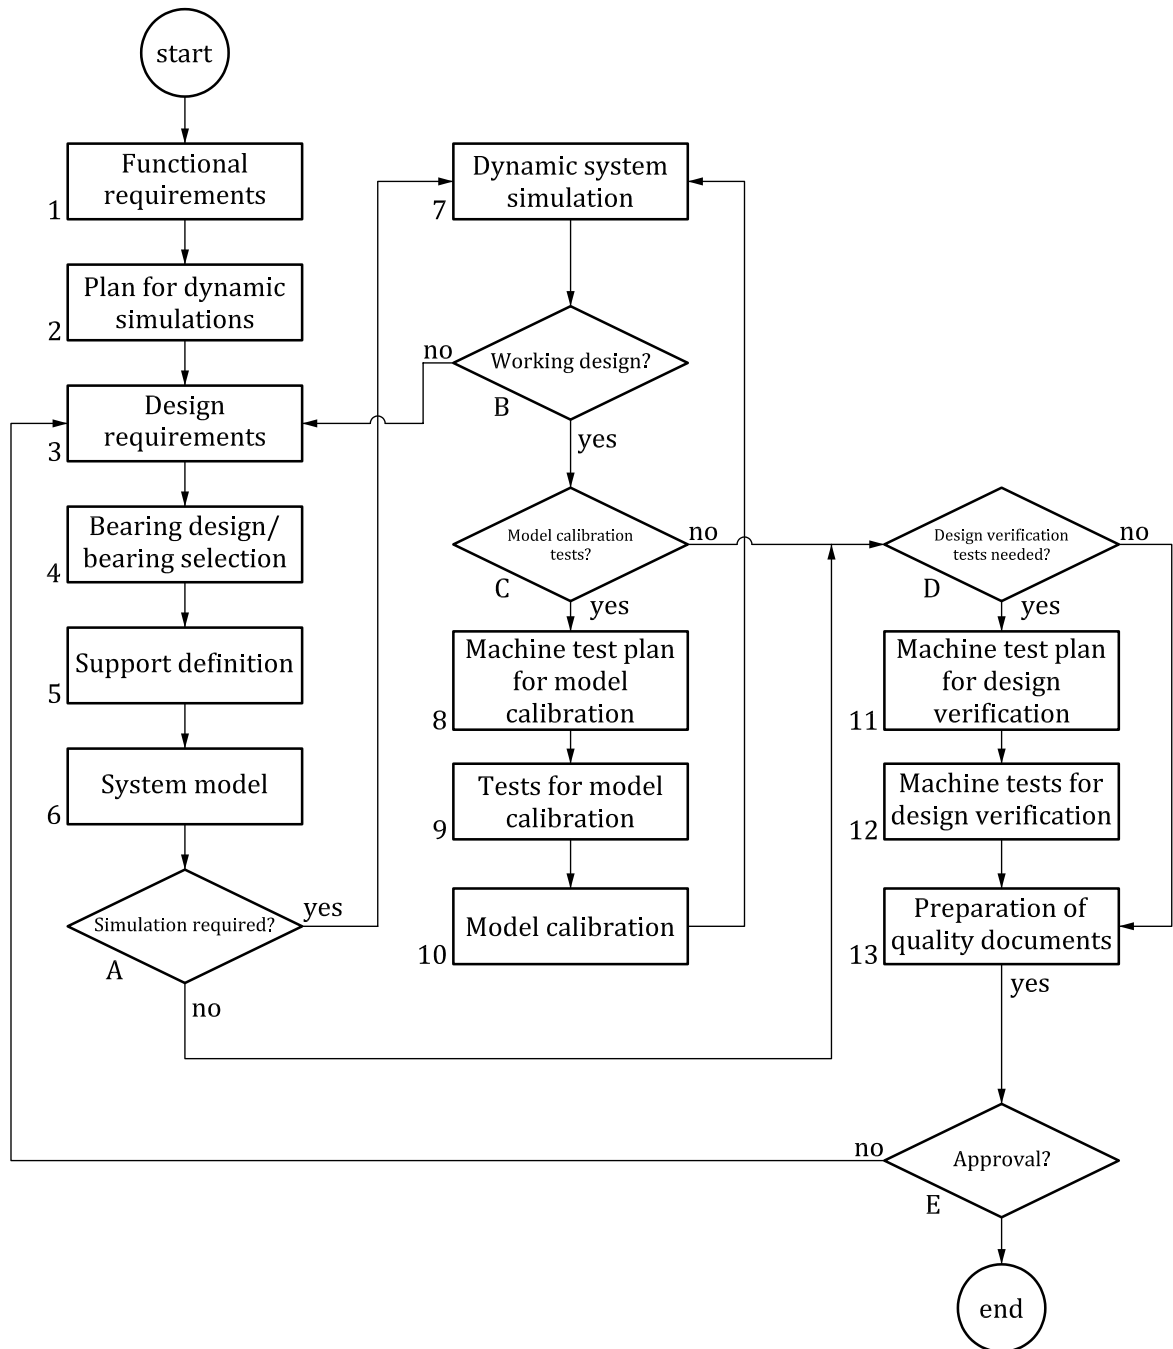 start
Functional
requirements
1
Plan for dynamic
simulations
2
Design
requirements
3
Bearing design/
bearing selection
4
Support definition
5
System model
6
Simulation required?
yes
A
no
Dynamic system
simulation
7
no
Working design?
B
yes
Model calibration
tests?
no
C
yes
Machine test plan
for model
calibration
8
Tests for model
calibration
9
Model calibration
10
Design verification
tests needed?
no
D
yes
Machine test plan
for design
verification
11
Machine tests for
design verification
12
Preparation of
quality documents
13
yes
no
Approval?
E
end